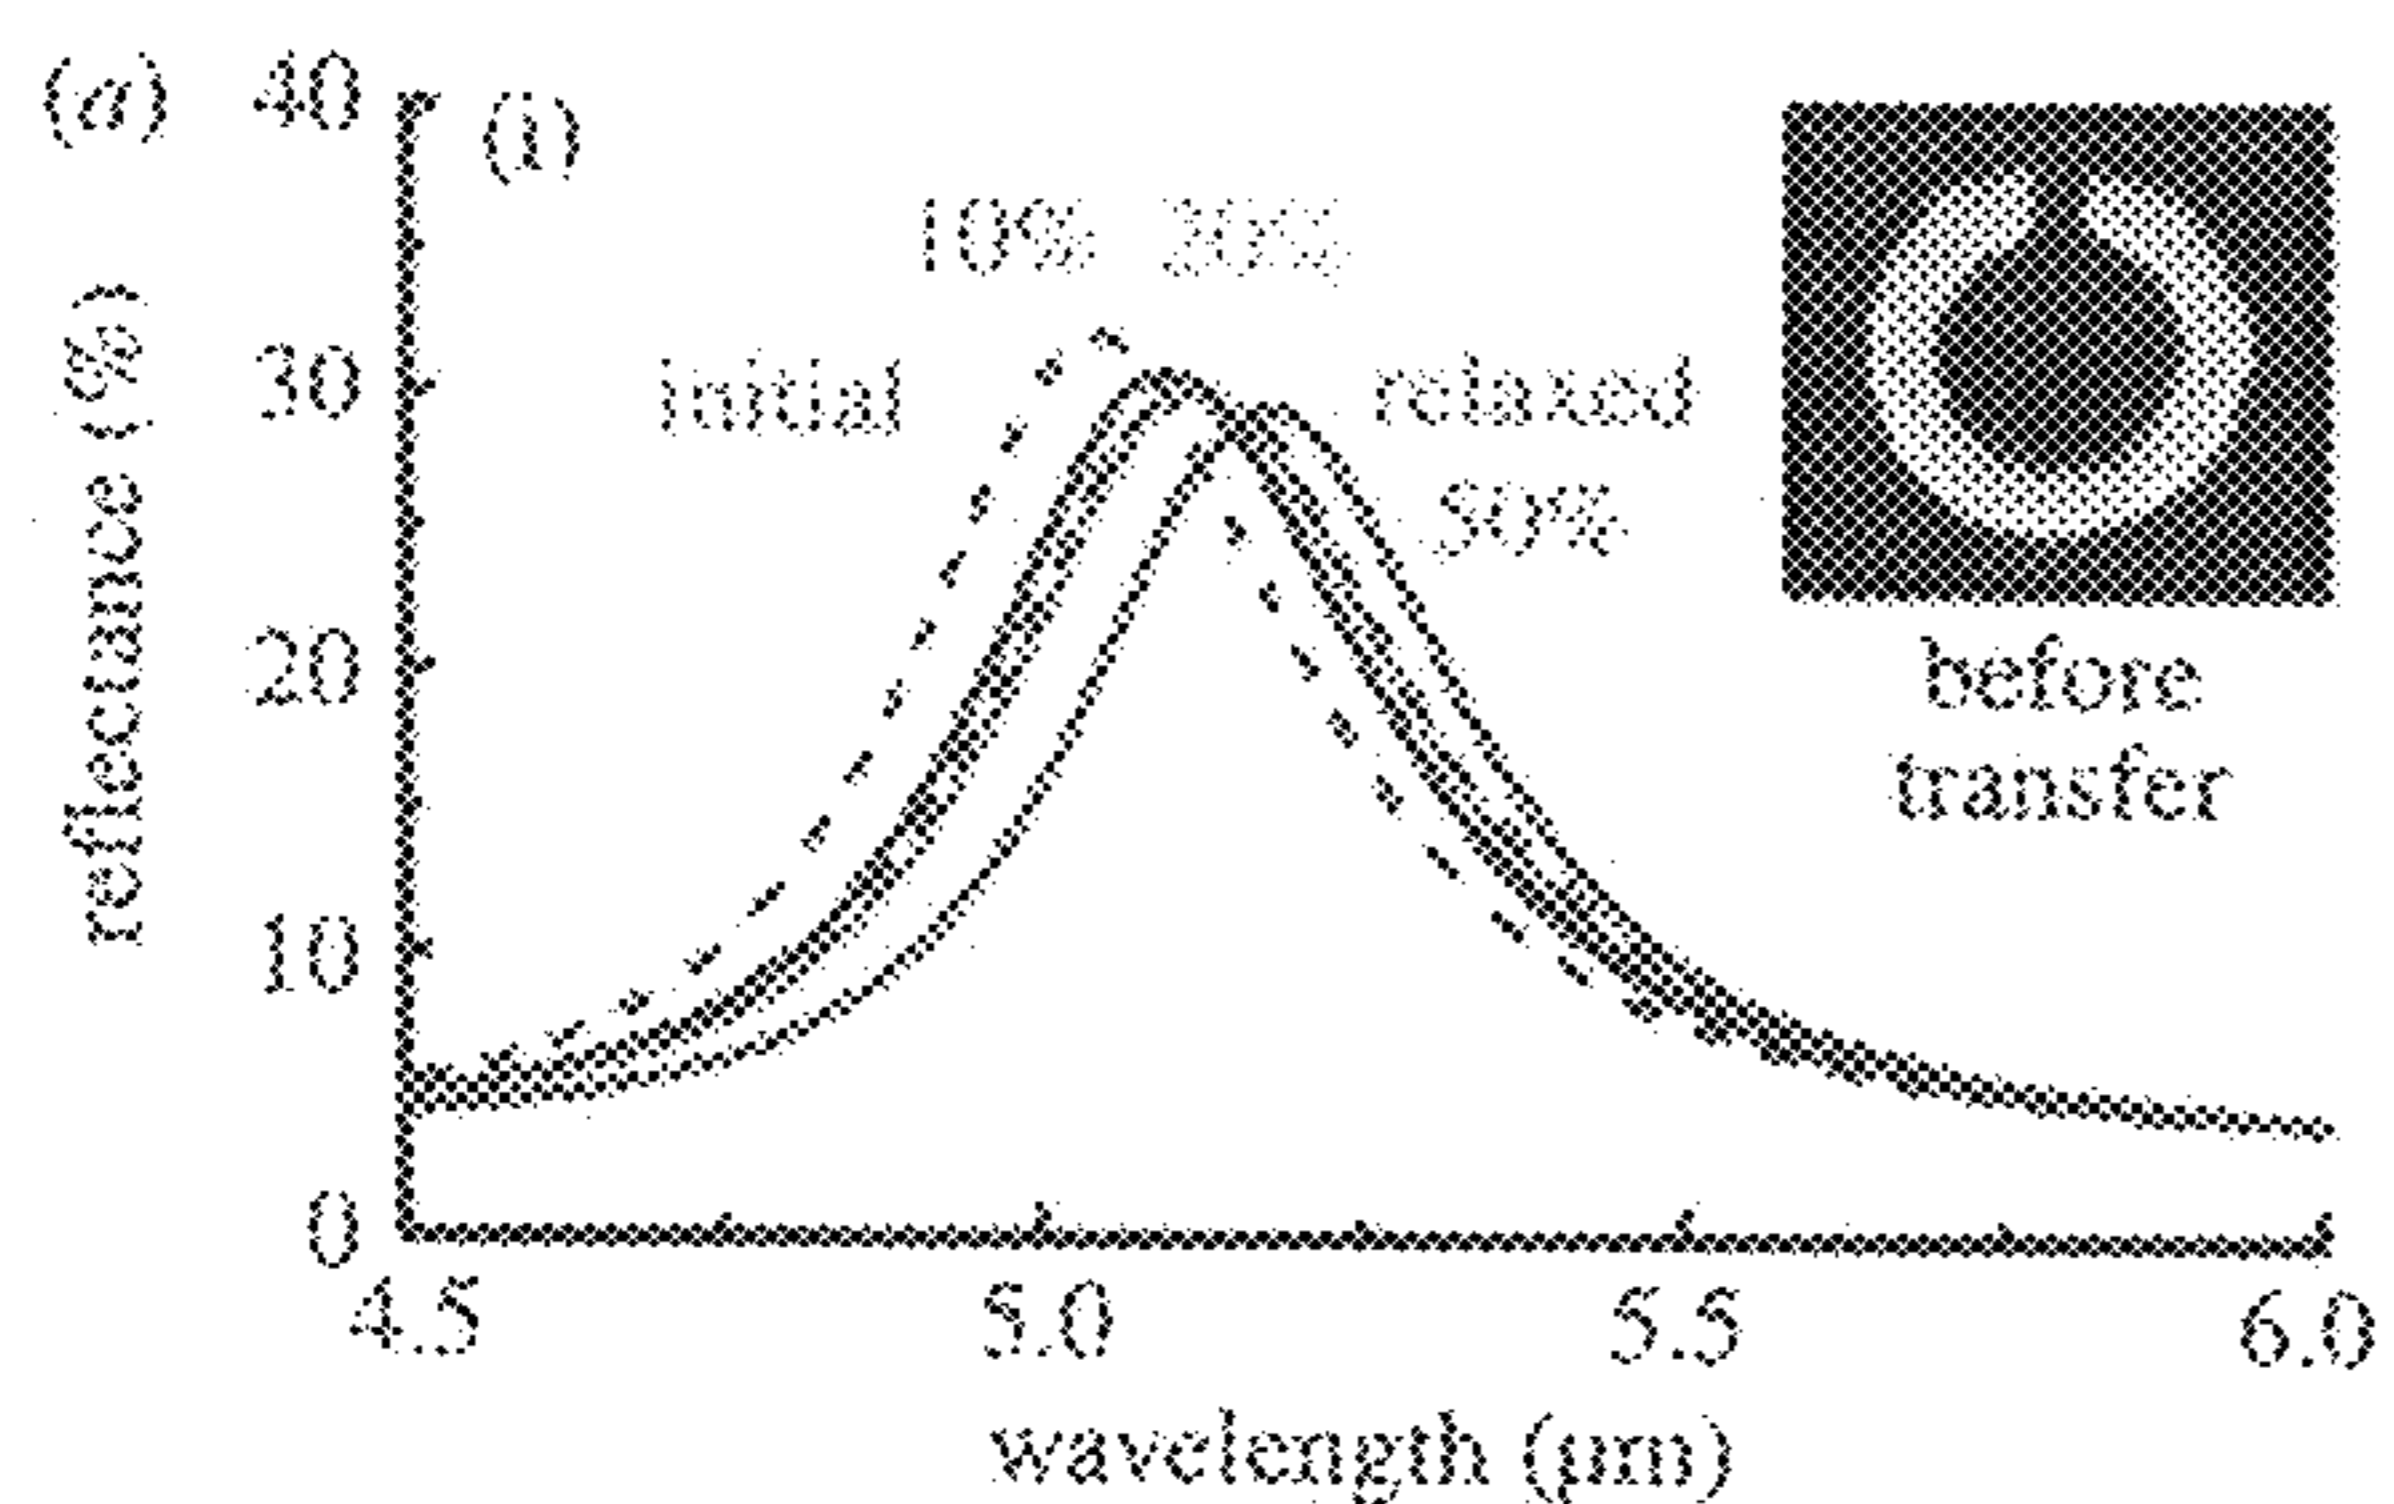 (a)
40
(i)
10% 20%
30
initial
relaxed
50%
20
10
0
reflectance (%)
4.5 5.0 5.5 6.0
wavelength (μm)
before
transfer